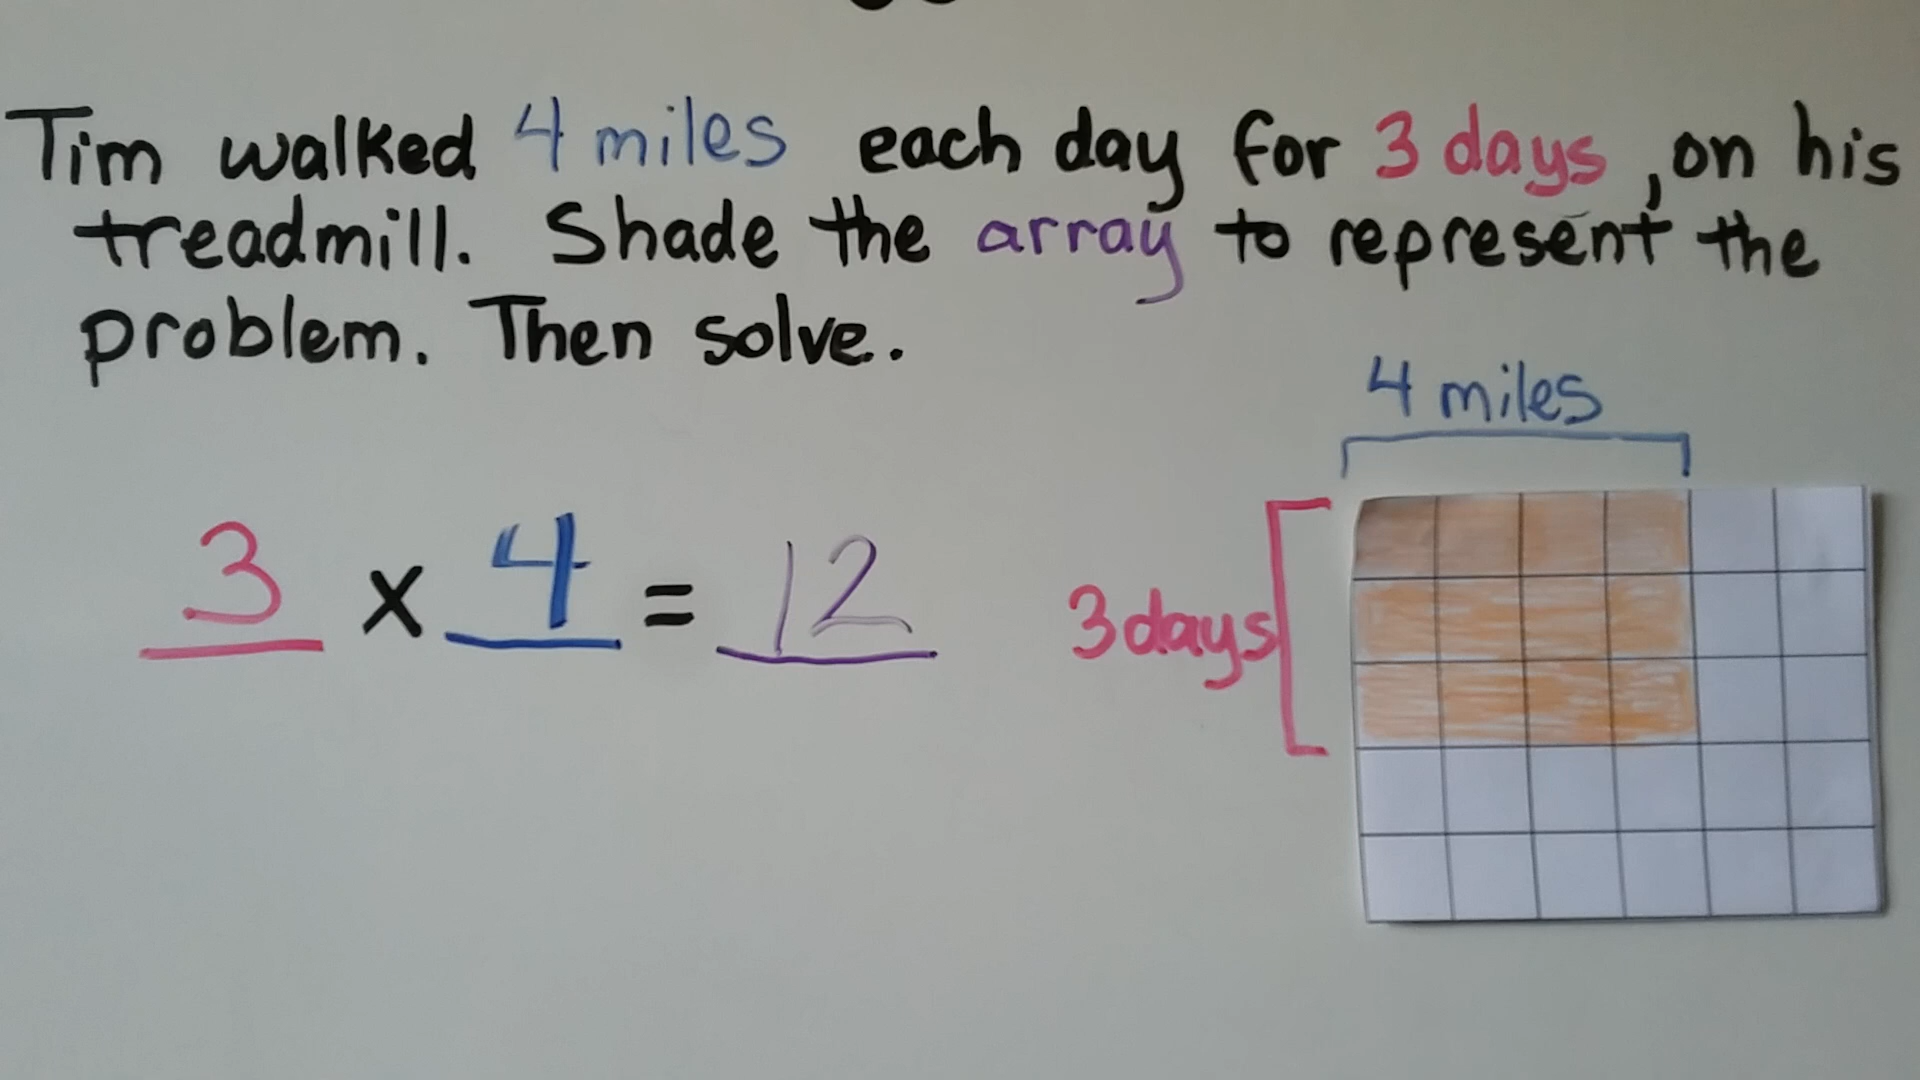 Tim walked 4 miles each day for 3 days, on his
treadmill. Shade the array to represent the
problem. Then solve..
4 miles
3 x 4 = 12
3 days